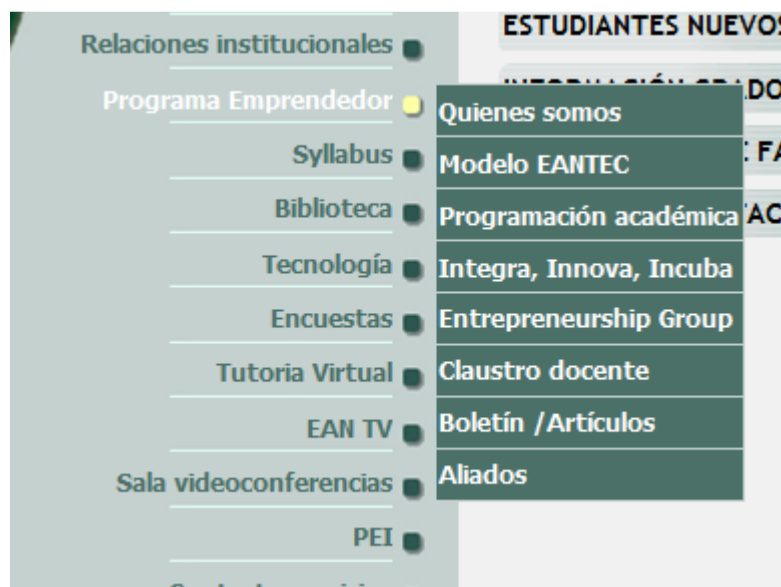 Relaciones institucionales
Programa Emprendedor
Syllabus
Biblioteca
Tecnología
Encuestas
Tutoria Virtual
EAN TV
Sala videoconferencias
PEI
Quienes somos
Modelo EANTEC
Programación académica
Integra, Innova, Incuba
Entrepreneurship Group
Claustro docente
Boletín /Artículos
Aliados
ESTUDIANTES NUEVOS